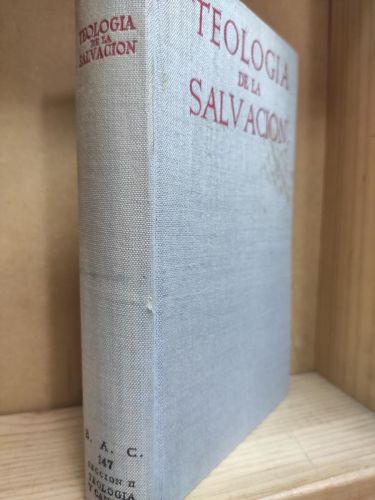 TEOLOGIA
DE LA
SALVACION
TEOLOGIA
DE LA
SALVACION
B. A. C.
147
SECCION II
TEOLOGIA